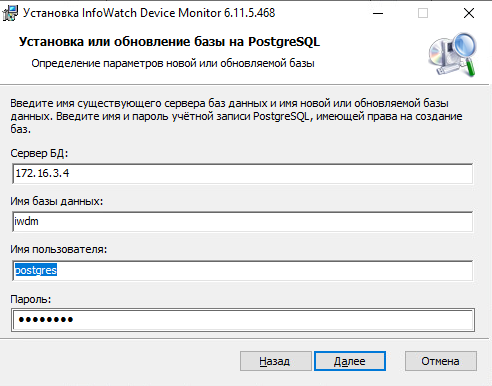 Установка InfoWatch Device Monitor 6.11.5.468
Установка или обновление базы на PostgreSQL
Определение параметров новой или обновляемой базы
Введите имя существующего сервера баз данных и имя новой или обновляемой базы
данных. Введите имя и пароль учётной записи PostgreSQL, имеющей права на создание
баз.
Сервер БД:
172.16.3.4
Имя базы данных:
iwdm
Имя пользователя:
postgres
Пароль:
••••••••
Назад
Далее
Отмена